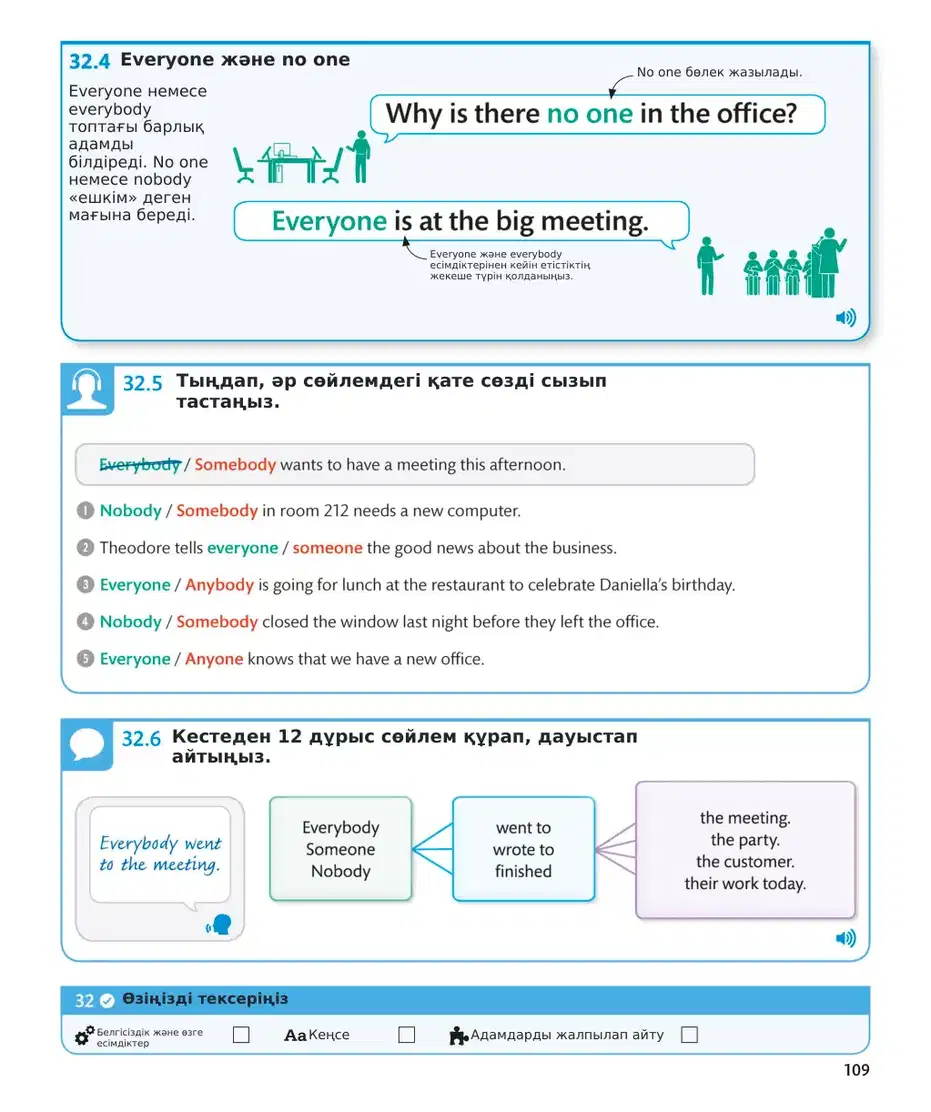 32.4 Everyone және no one
Everyone немесе
everybody
топтағы барлық
адамды
білдіреді. No one
немесе nobody
«ешкім» деген
мағына береді.
No one бөлек жазылады.
Why is there no one in the office?
Everyone is at the big meeting.
Everyone және everybody
есімдіктерінен кейін етістіктің
жекеше түрін қолданыңыз.
32.5 Тыңдап, әр сөйлемдегі қате сөзді сызып
тастаңыз.
Everybody / Somebody wants to have a meeting this afternoon.
1 Nobody / Somebody in room 212 needs a new computer.
2 Theodore tells everyone / someone the good news about the business.
3 Everyone / Anybody is going for lunch at the restaurant to celebrate Daniella’s birthday.
4 Nobody / Somebody closed the window last night before they left the office.
5 Everyone / Anyone knows that we have a new office.
32.6 Кестеден 12 дұрыс сөйлем құрап, дауыстап
айтыңыз.
Everybody went
to the meeting.
Everybody
Someone
Nobody
went to
wrote to
finished
the meeting.
the party.
the customer.
their work today.
32 Өзіңізді тексеріңіз
Белгісіздік және өзге
есімдіктер
Aa Кеңсе
Адамдарды жалпылап айту
109